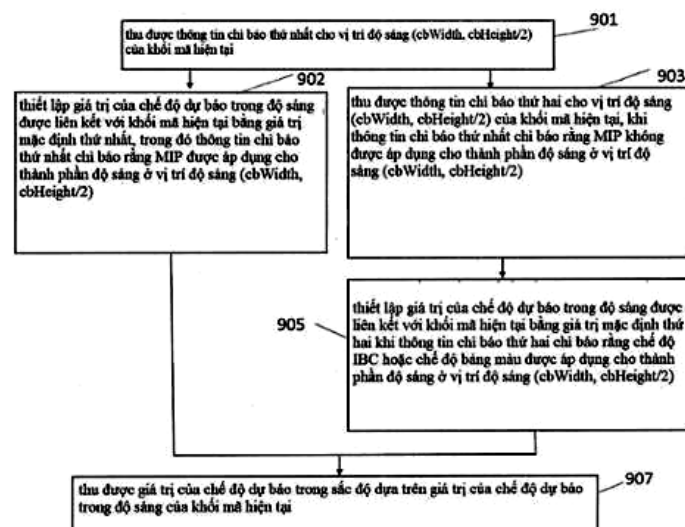 901
thu được thông tin chỉ báo thứ nhất cho vị trí độ sáng (cbWidth, cbHeight/2)
của khối mã hiện tại
902
thiết lập giá trị của chế độ dự báo trong độ sáng
được liên kết với khối mã hiện tại bằng giá trị
mặc định thứ nhất, trong đó thông tin chỉ báo
thứ nhất chỉ báo rằng MIP được áp dụng cho
thành phần độ sáng ở vị trí độ sáng (cbWidth,
cbHeight/2)
903
thu được thông tin chỉ báo thứ hai cho vị trí độ sáng
(cbWidth, cbHeight/2) của khối mã hiện tại, khi
thông tin chỉ báo thứ nhất chỉ báo rằng MIP không
được áp dụng cho thành phần độ sáng ở vị trí độ
sáng (cbWidth, cbHeight/2)
905
thiết lập giá trị của chế độ dự báo trong độ sáng được
liên kết với khối mã hiện tại bằng giá trị mặc định thứ
hai khi thông tin chỉ báo thứ hai chỉ báo rằng chế độ
IBC hoặc chế độ bảng màu được áp dụng cho thành
phần độ sáng ở vị trí độ sáng (cbWidth, cbHeight/2)
907
thu được giá trị của chế độ dự báo trong sắc độ dựa trên giá trị của chế độ dự báo
trong độ sáng của khối mã hiện tại